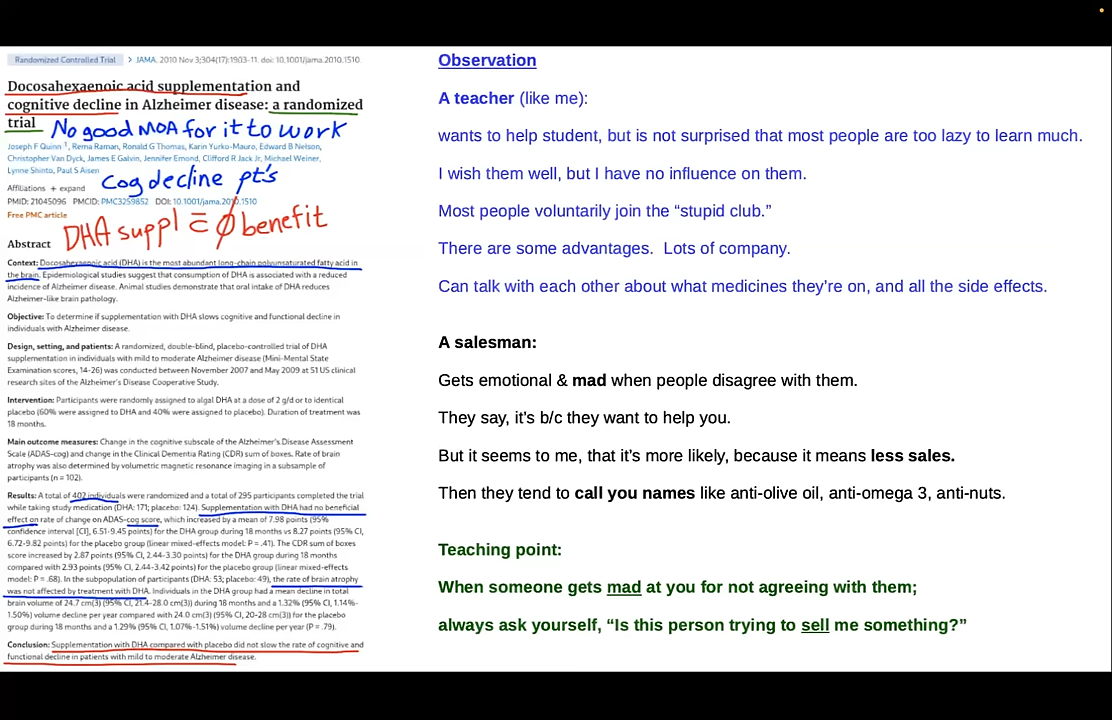 Randomized Controlled Trial > JAMA. 2010 Nov 3;304(17):1903-11. doi: 10.1001/jama.2010.1510.
Docosahexaenoic acid supplementation and
cognitive decline in Alzheimer disease: a randomized
trial
No good MOA for it to work
Joseph F Quinn 1, Rema Raman, Ronald G Thomas, Karin Yurko-Mauro, Edward B Nelson,
Christopher Van Dyck, James E Galvin, Jennifer Emond, Clifford R Jack Jr, Michael Weiner,
Lynne Shinto, Paul S Aisen
Cog decline pt's
Affiliations + expand
PMID: 21045096 PMCID: PMC3259852 DOI: 10.1001/jama.2010.1510
Free PMC article
DHA suppl c̄ ∅ benefit
Abstract
Context: Docosahexaenoic acid (DHA) is the most abundant long-chain polyunsaturated fatty acid in
the brain. Epidemiological studies suggest that consumption of DHA is associated with a reduced
incidence of Alzheimer disease. Animal studies demonstrate that oral intake of DHA reduces
Alzheimer-like brain pathology.
Objective: To determine if supplementation with DHA slows cognitive and functional decline in
individuals with Alzheimer disease.
Design, setting, and patients: A randomized, double-blind, placebo-controlled trial of DHA
supplementation in individuals with mild to moderate Alzheimer disease (Mini-Mental State
Examination scores, 14-26) was conducted between November 2007 and May 2009 at 51 US clinical
research sites of the Alzheimer's Disease Cooperative Study.
Intervention: Participants were randomly assigned to algal DHA at a dose of 2 g/d or to identical
placebo (60% were assigned to DHA and 40% were assigned to placebo). Duration of treatment was
18 months.
Main outcome measures: Change in the cognitive subscale of the Alzheimer's Disease Assessment
Scale (ADAS-cog) and change in the Clinical Dementia Rating (CDR) sum of boxes. Rate of brain
atrophy was also determined by volumetric magnetic resonance imaging in a subsample of
participants (n = 102).
Results: A total of 402 individuals were randomized and a total of 295 participants completed the trial
while taking study medication (DHA: 171; placebo: 124). Supplementation with DHA had no beneficial
effect on rate of change on ADAS-cog score, which increased by a mean of 7.98 points (95%
confidence interval [CI], 6.51-9.45 points) for the DHA group during 18 months vs 8.27 points (95% CI,
6.72-9.82 points) for the placebo group (linear mixed-effects model: P = .41). The CDR sum of boxes
score increased by 2.87 points (95% CI, 2.44-3.30 points) for the DHA group during 18 months
compared with 2.93 points (95% CI, 2.44-3.42 points) for the placebo group (linear mixed-effects
model: P = .68). In the subpopulation of participants (DHA: 53; placebo: 49), the rate of brain atrophy
was not affected by treatment with DHA. Individuals in the DHA group had a mean decline in total
brain volume of 24.7 cm(3) (95% CI, 21.4-28.0 cm(3)) during 18 months and a 1.32% (95% CI, 1.14%-
1.50%) volume decline per year compared with 24.0 cm(3) (95% CI, 20-28 cm(3)) for the placebo
group during 18 months and a 1.29% (95% CI, 1.07%-1.51%) volume decline per year (P = .79).
Conclusion: Supplementation with DHA compared with placebo did not slow the rate of cognitive and
functional decline in patients with mild to moderate Alzheimer disease.
Observation
A teacher (like me):
wants to help student, but is not surprised that most people are too lazy to learn much.
I wish them well, but I have no influence on them.
Most people voluntarily join the “stupid club.”
There are some advantages. Lots of company.
Can talk with each other about what medicines they’re on, and all the side effects.
A salesman:
Gets emotional & mad when people disagree with them.
They say, it’s b/c they want to help you.
But it seems to me, that it’s more likely, because it means less sales.
Then they tend to call you names like anti-olive oil, anti-omega 3, anti-nuts.
Teaching point:
When someone gets mad at you for not agreeing with them;
always ask yourself, “Is this person trying to sell me something?”